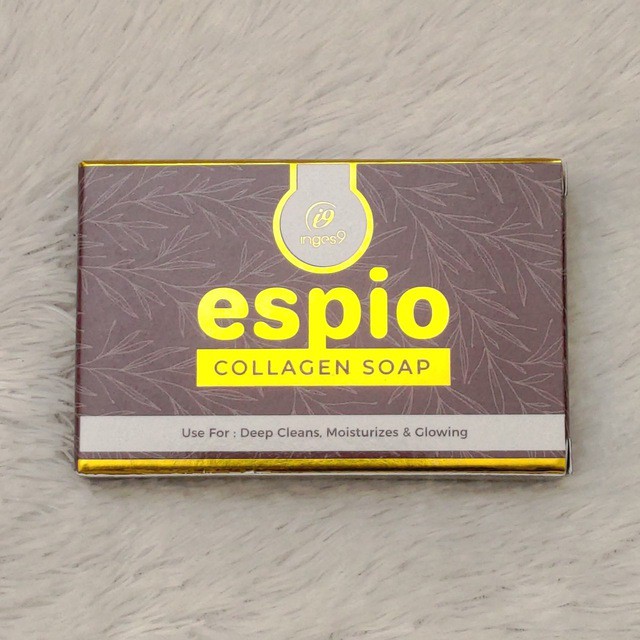 i9
inges9
espio
COLLAGEN SOAP
Use For : Deep Cleans, Moisturizes & Glowing